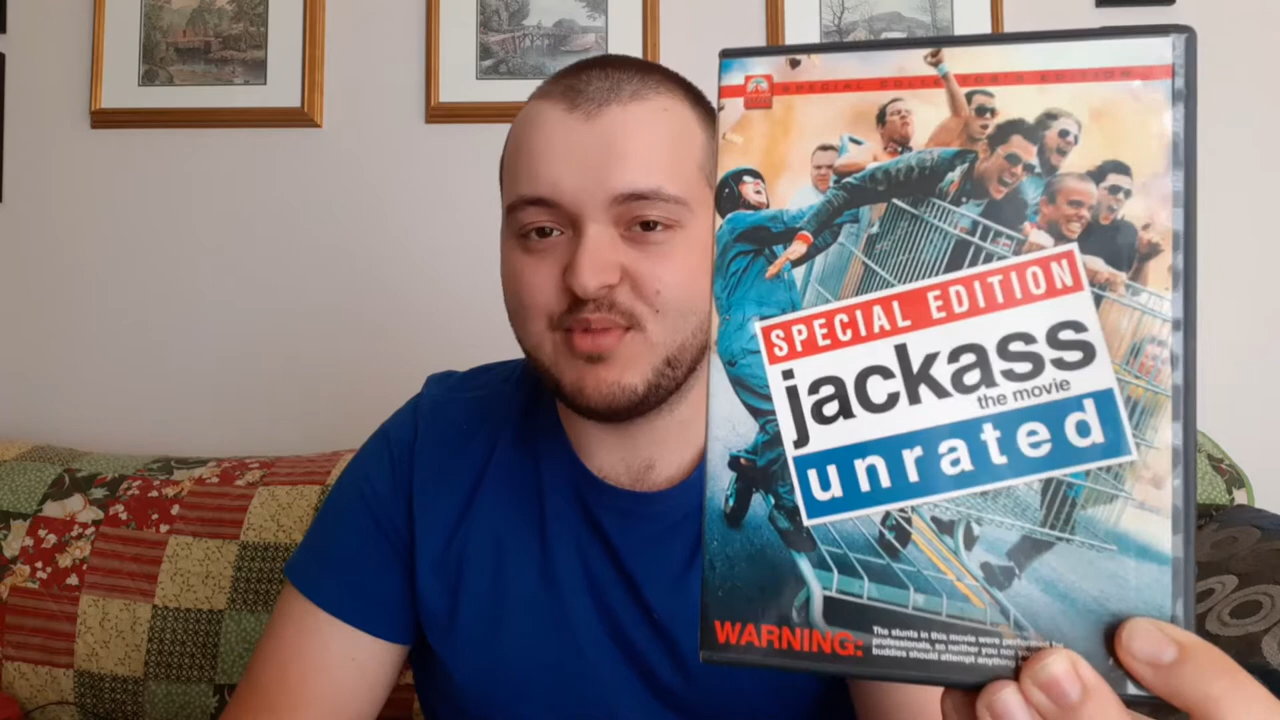 SPECIAL COLLECTOR'S EDITION
SPECIAL EDITION
jackass
the movie
unrated
WARNING:
The stunts in this movie were performed by
professionals, so neither you nor
buddies should attempt anything